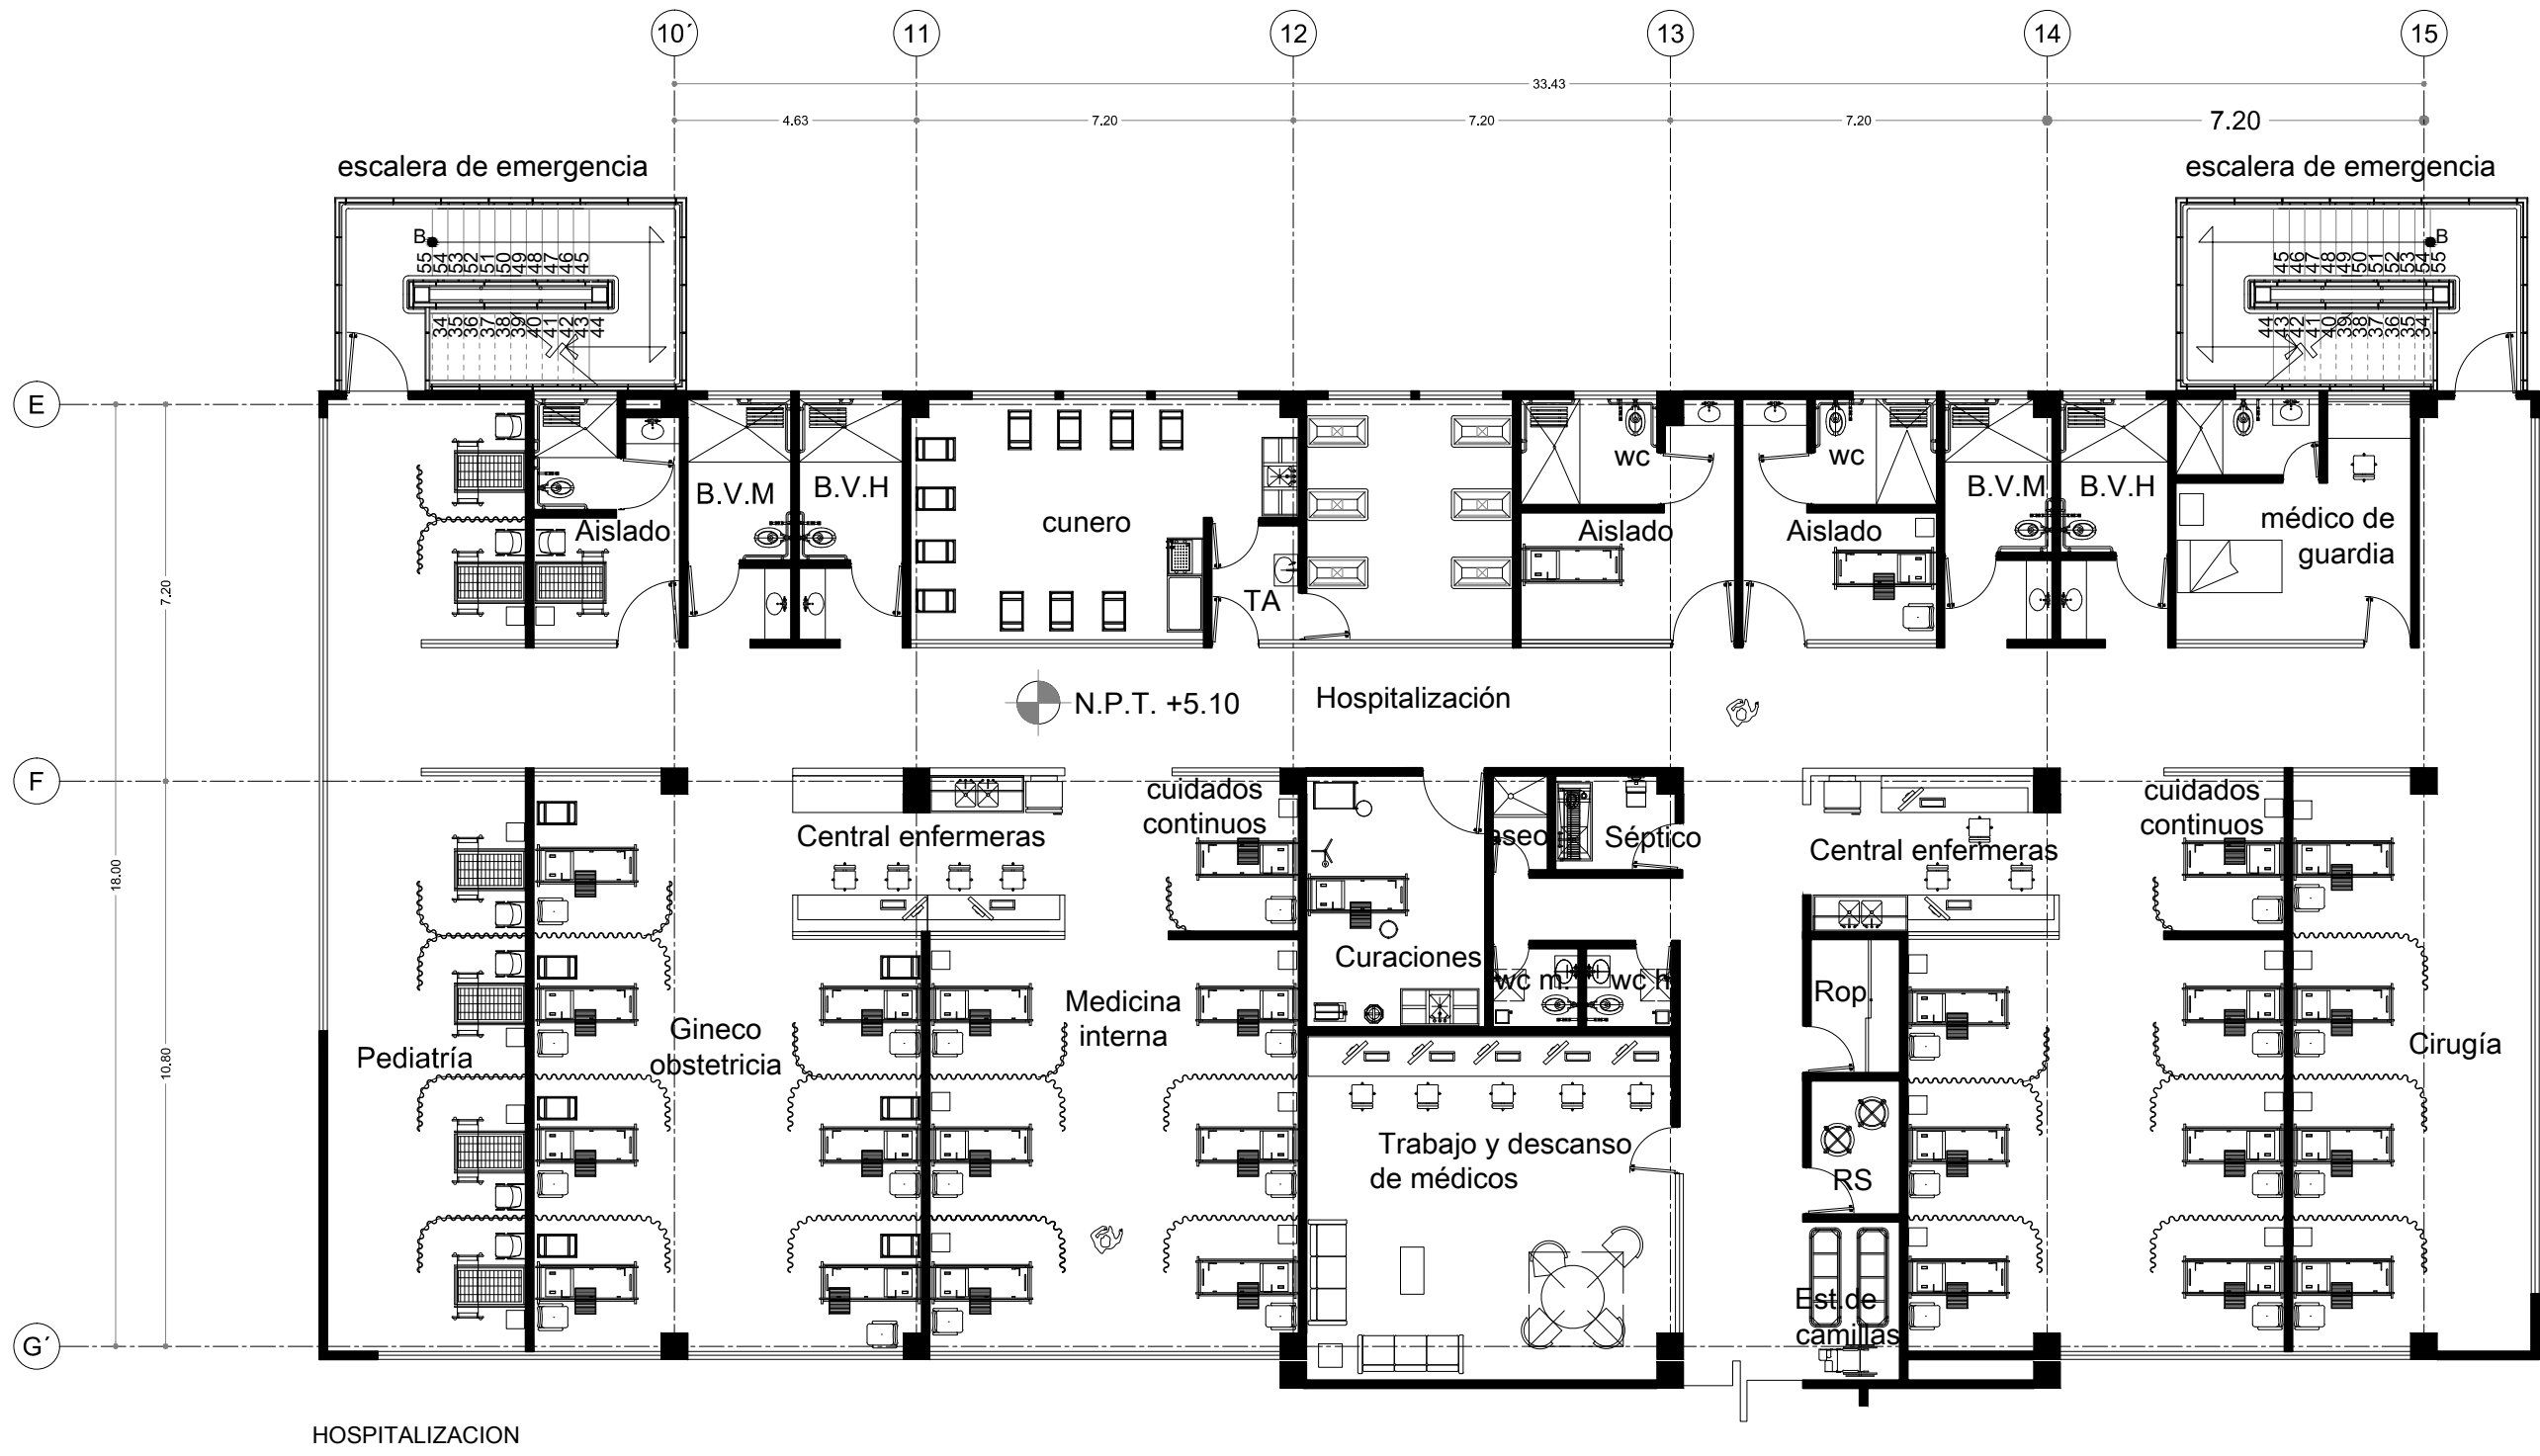 10´ 11 12 13 14 15
33.43
4.63 7.20 7.20 7.20 7.20
escalera de emergencia
escalera de emergencia
B
55 54 53 52 51 50 49 48 47 46 45
34 35 36 37 38 39 40 41 42 43 44
B
45 46 47 48 49 50 51 52 53 54 55
44 43 42 41 40 39 38 37 36 35 34
E
7.20
18.00
Aislado
B.V.M
B.V.H
cunero
TA
wc
Aislado
wc
Aislado
B.V.M
B.V.H
médico de
guardia
N.P.T. +5.10
Hospitalización
F
10.80
Central enfermeras
cuidados
continuos
aseo
Séptico
Central enfermeras
cuidados
continuos
Curaciones
wc m.
wc h
Rop.
Pediatría
Gineco
obstetricia
Medicina
interna
Cirugía
Trabajo y descanso
de médicos
RS
Est.de
camillas
G´
HOSPITALIZACION